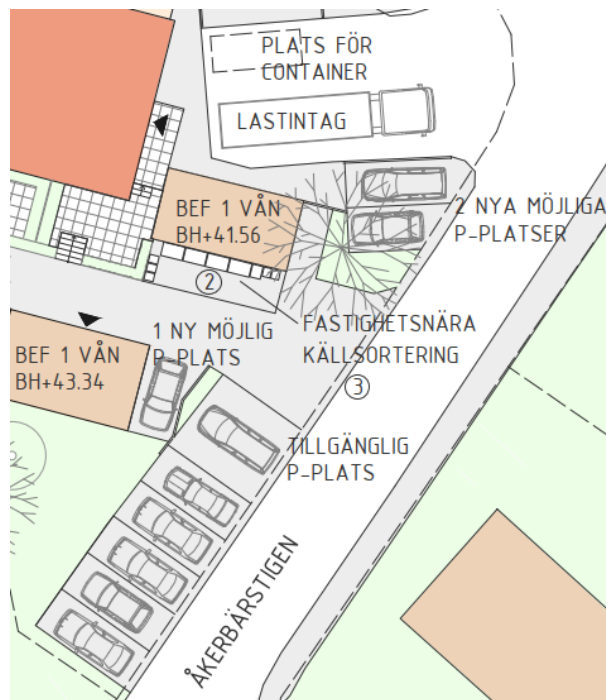 PLATS FÖR
CONTAINER
LASTINTAG
BEF 1 VÅN
BH+41.56
2 NYA MÖJLIGA
P-PLATSER
2
1 NY MÖJLIG
P-PLATS
FASTIGHETSNÄRA
KÄLLSORTERING
BEF 1 VÅN
BH+43.34
3
TILLGÄNGLIG
P-PLATS
ÅKERBÄRSTIGEN